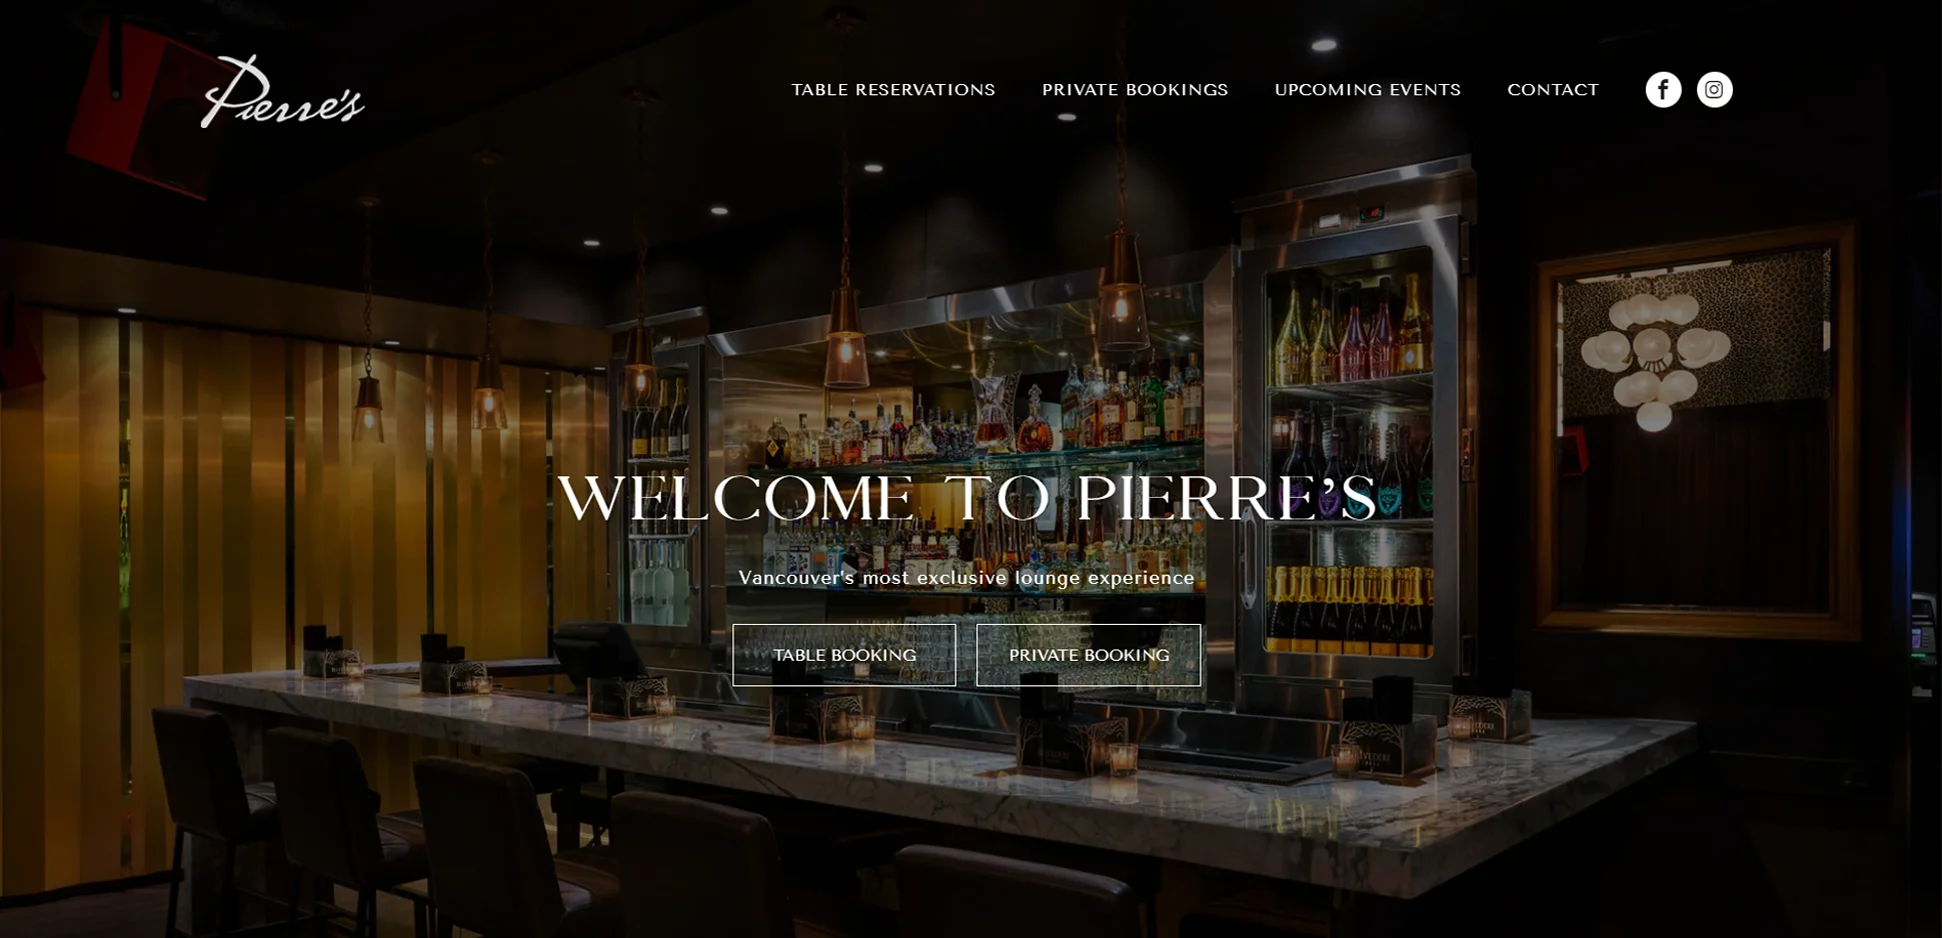 Pierre's
TABLE RESERVATIONS
PRIVATE BOOKINGS
UPCOMING EVENTS
CONTACT
WELCOME TO PIERRE’S
Vancouver's most exclusive lounge experience
TABLE BOOKING
PRIVATE BOOKING